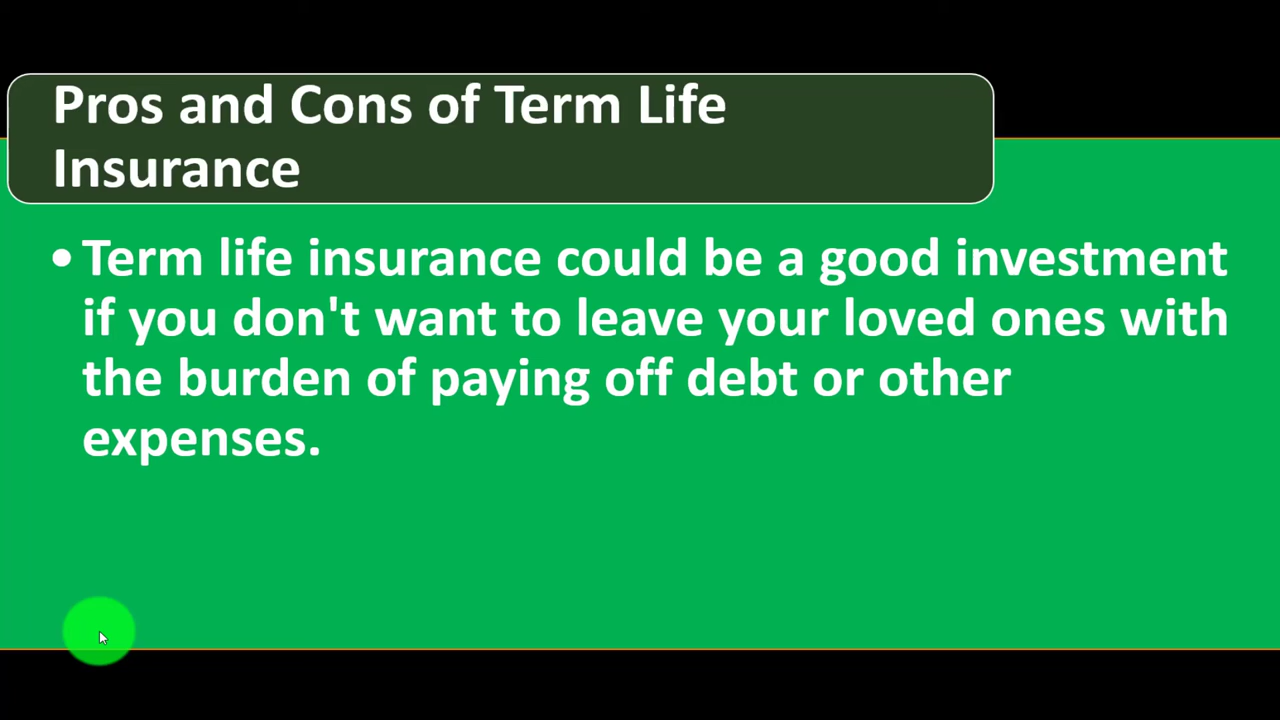 Pros and Cons of Term Life
Insurance
•Term life insurance could be a good investment
if you don't want to leave your loved ones with
the burden of paying off debt or other
expenses.